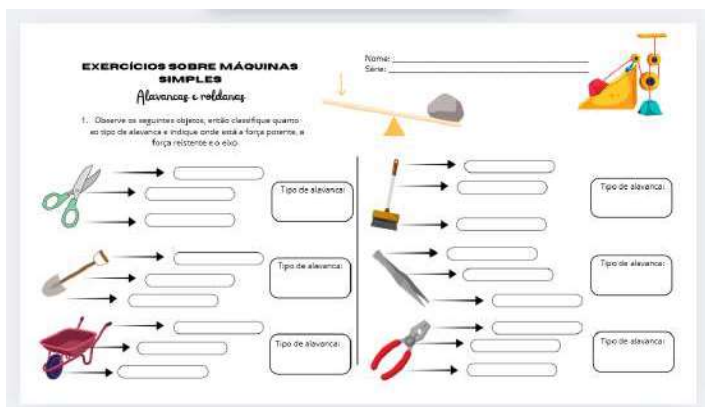 EXERCÍCIOS SOBRE MÁQUINAS
SIMPLES
Alavancas e roldanas
Nome:
Série:
1. Observe os seguintes objetos, então classifique quanto
ao tipo de alavanca e indique onde está a força potente, a
força resistente e o eixo.
Tipo de alavanca:
Tipo de alavanca:
Tipo de alavanca:
Tipo de alavanca:
Tipo de alavanca:
Tipo de alavanca: